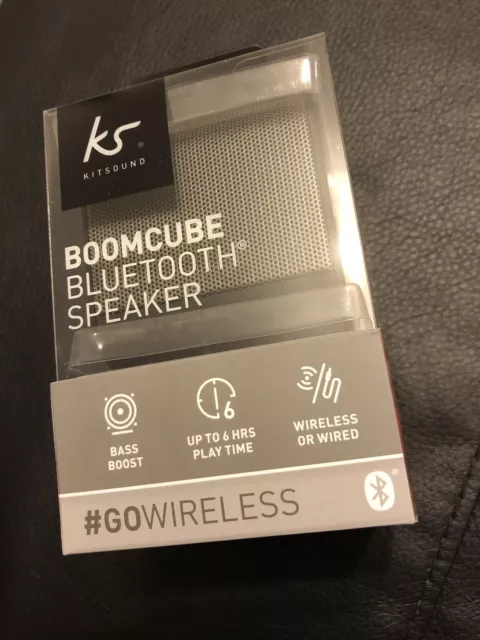 ks®
KITSOUND
BOOMCUBE
BLUETOOTH®
SPEAKER
BASS
BOOST
6
UP TO 6 HRS
PLAY TIME
WIRELESS
OR WIRED
#GOWIRELESS
®